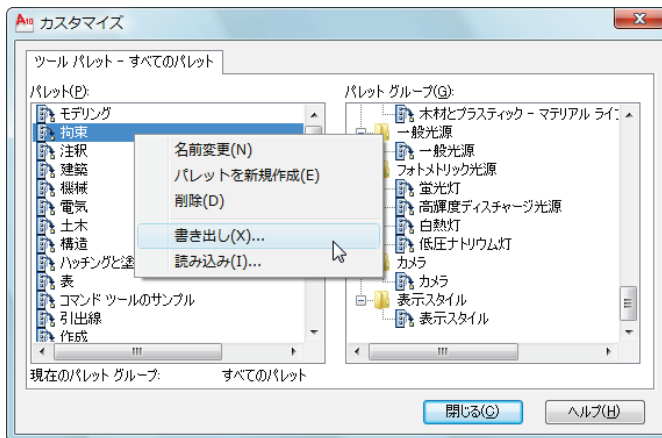 A10 カスタマイズ
ツール パレット - すべてのパレット
パレット(P):
モデリング
拘束
注釈
建築
機械
電気
土木
構造
ハッチングと塗
表
コマンド ツールのサンプル
引出線
作成
名前変更(N)
パレットを新規作成(E)
削除(D)
書き出し(X)...
読み込み(I)...
パレット グループ(G):
木材とプラスティック - マテリアル ライ
一般光源
一般光源
フォトメトリック光源
蛍光灯
高輝度ディスチャージ光源
白熱灯
低圧ナトリウム灯
カメラ
カメラ
表示スタイル
表示スタイル
現在のパレット グループ: すべてのパレット
閉じる(C)
ヘルプ(H)